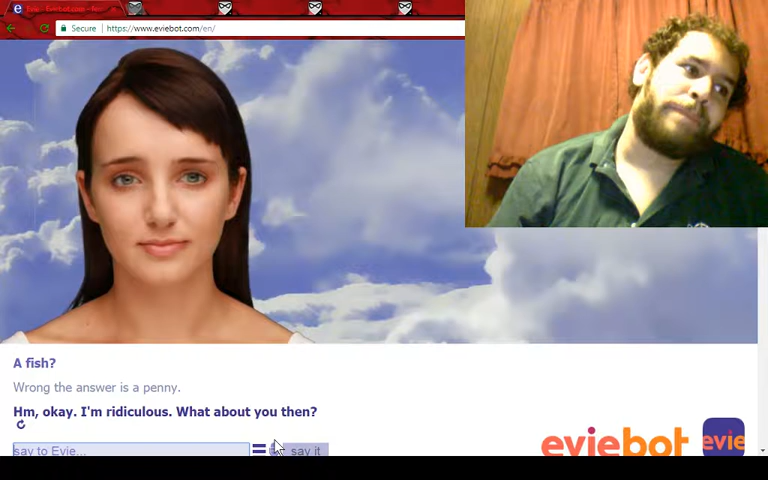 Secure
https://www.eviebot.com/en/
A fish?
Wrong the answer is a penny.
Hm, okay. I'm ridiculous. What about you then?
say to Evie...
say it
eviebot
evie